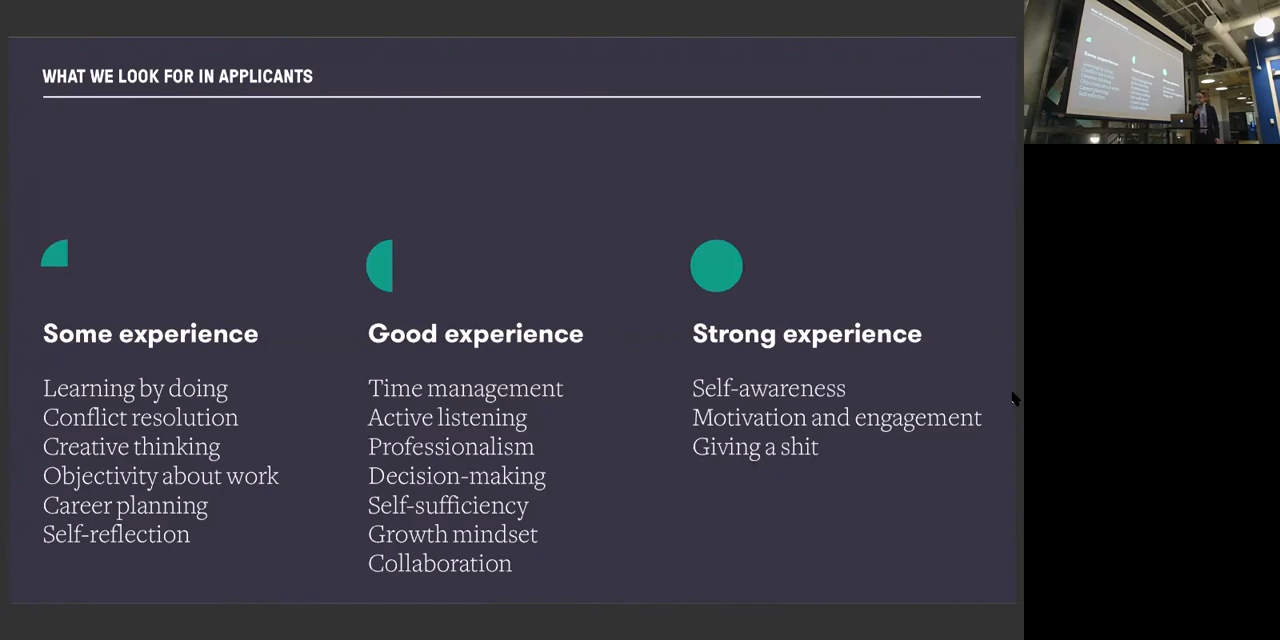 WHAT WE LOOK FOR IN APPLICANTS
Some experience
Learning by doing
Conflict resolution
Creative thinking
Objectivity about work
Career planning
Self-reflection
Good experience
Time management
Active listening
Professionalism
Decision-making
Self-sufficiency
Growth mindset
Collaboration
Strong experience
Self-awareness
Motivation and engagement
Giving a shit